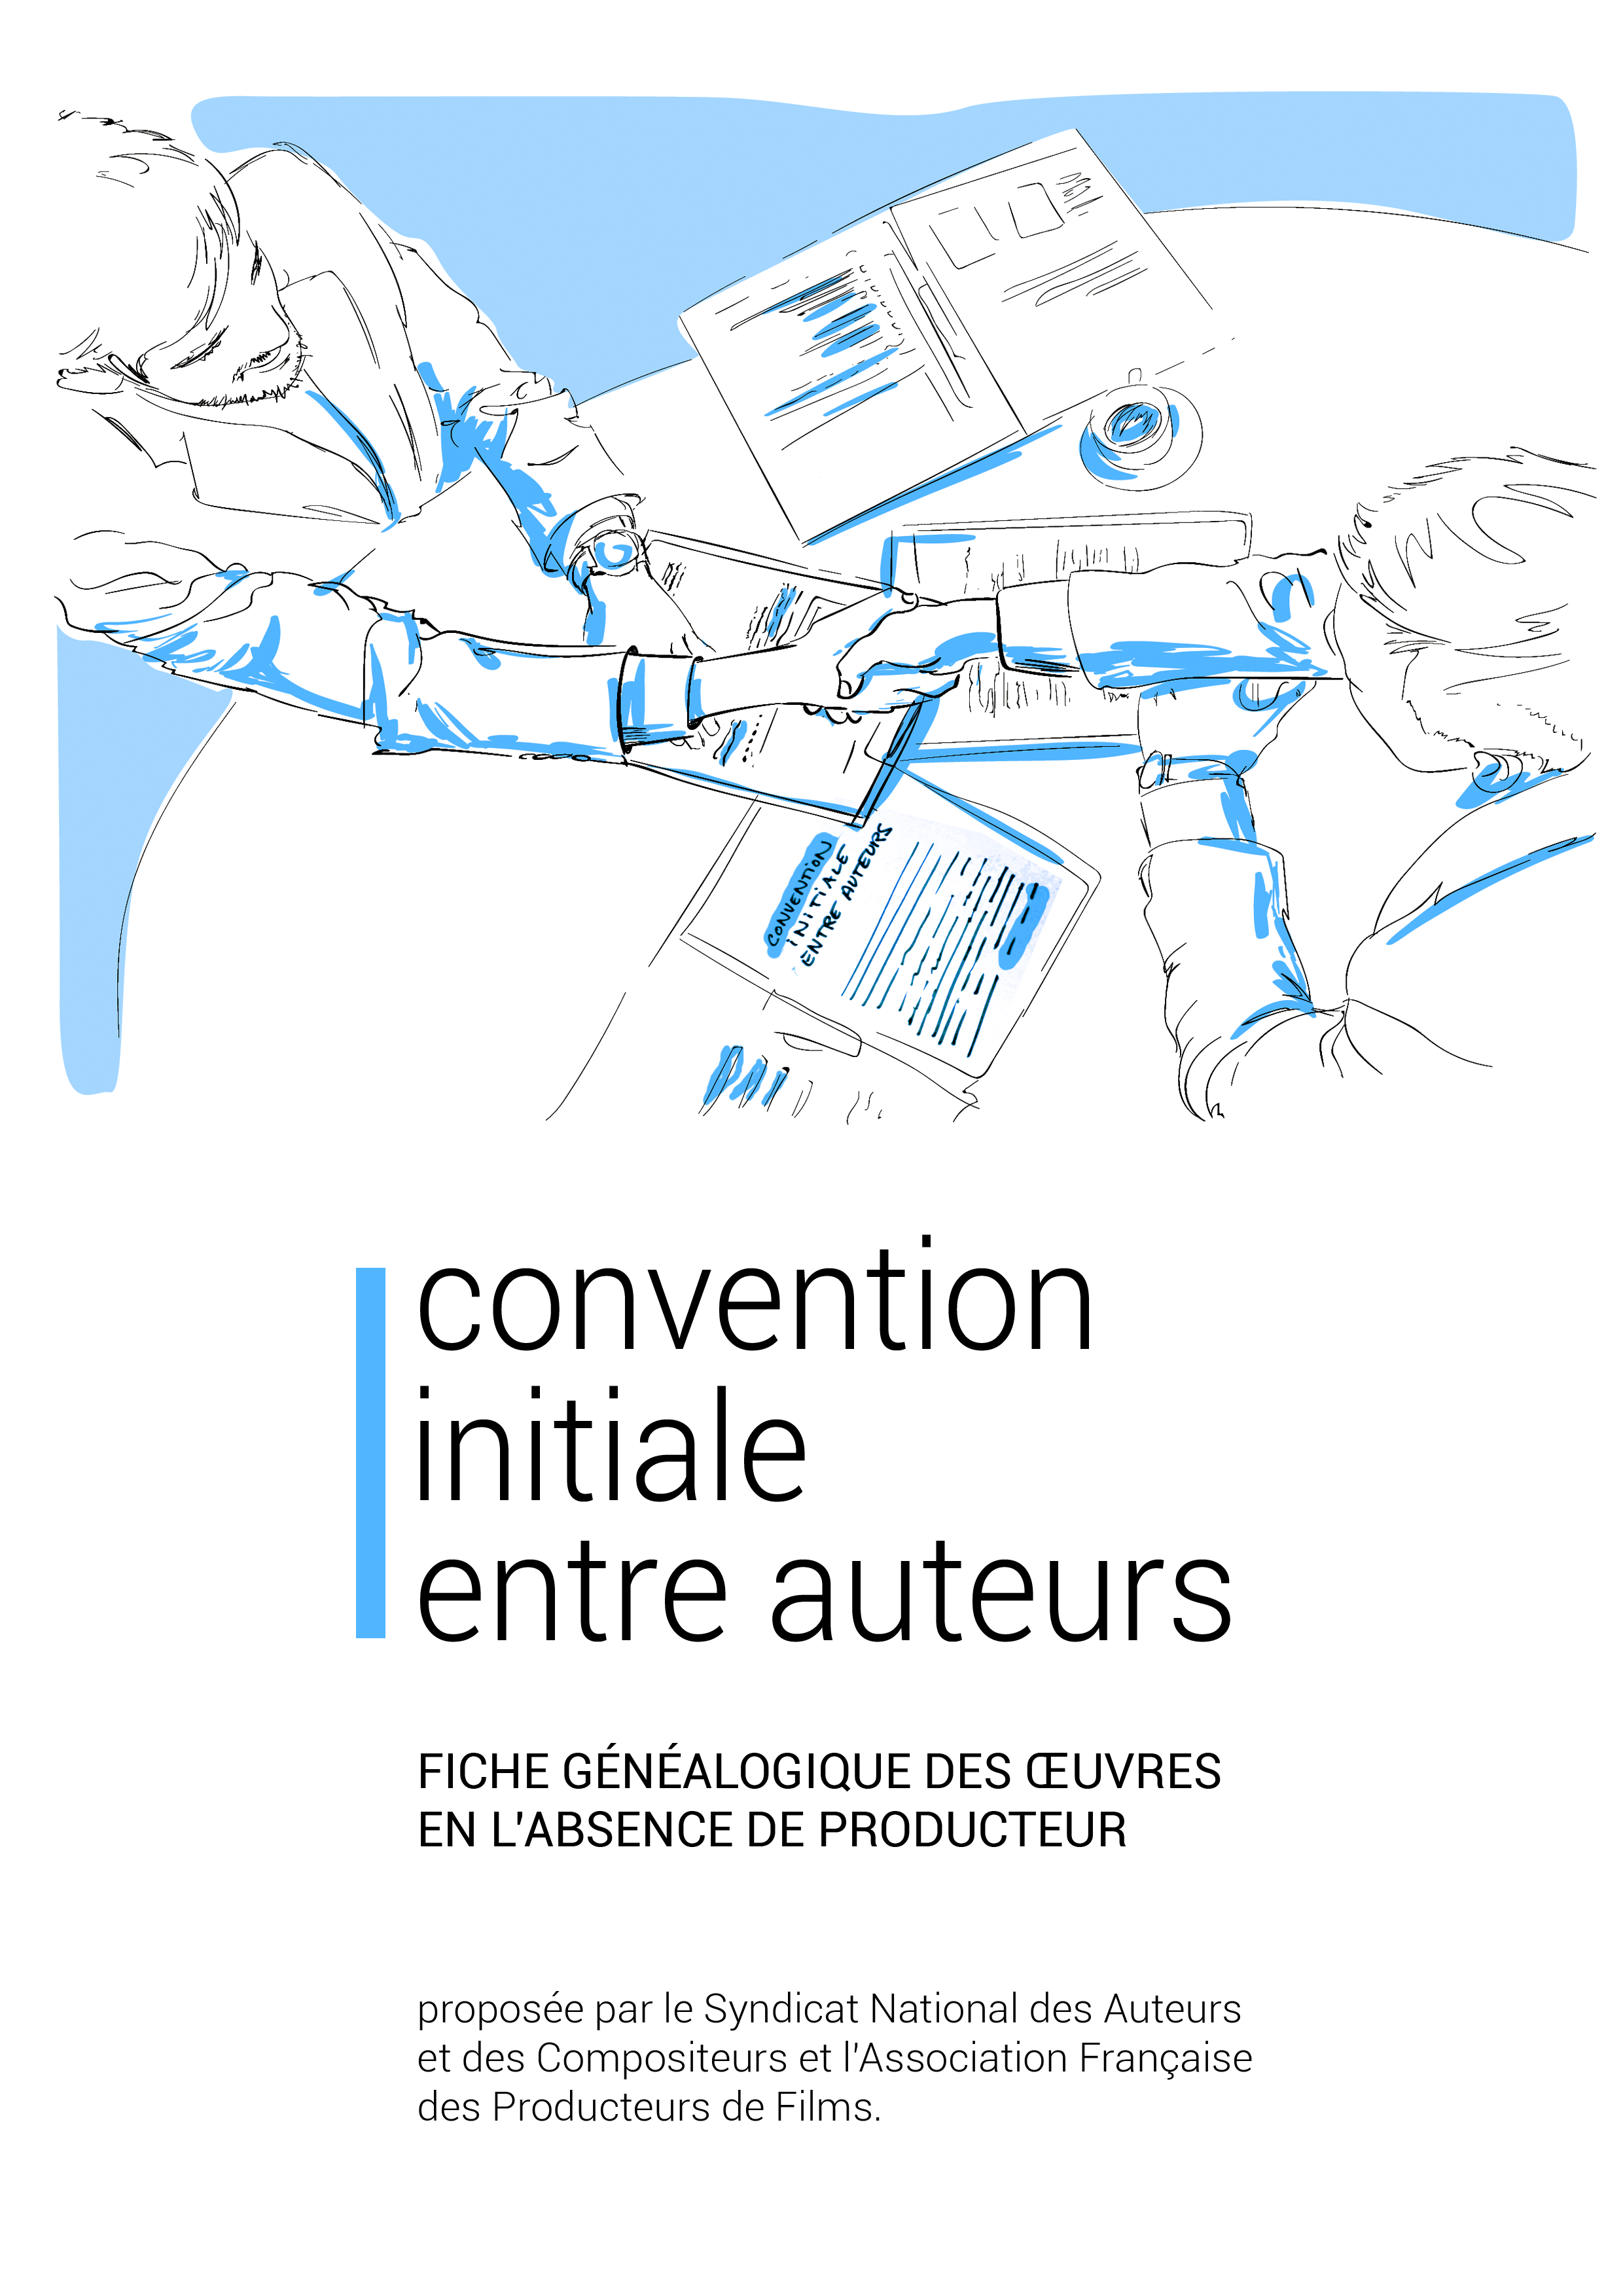 CONVENTION
INITIALE
ENTRE AUTEURS
convention
initiale
entre auteurs
FICHE GÉNÉALOGIQUE DES ŒUVRES
EN L'ABSENCE DE PRODUCTEUR
proposée par le Syndicat National des Auteurs
et des Compositeurs et l'Association Française
des Producteurs de Films.